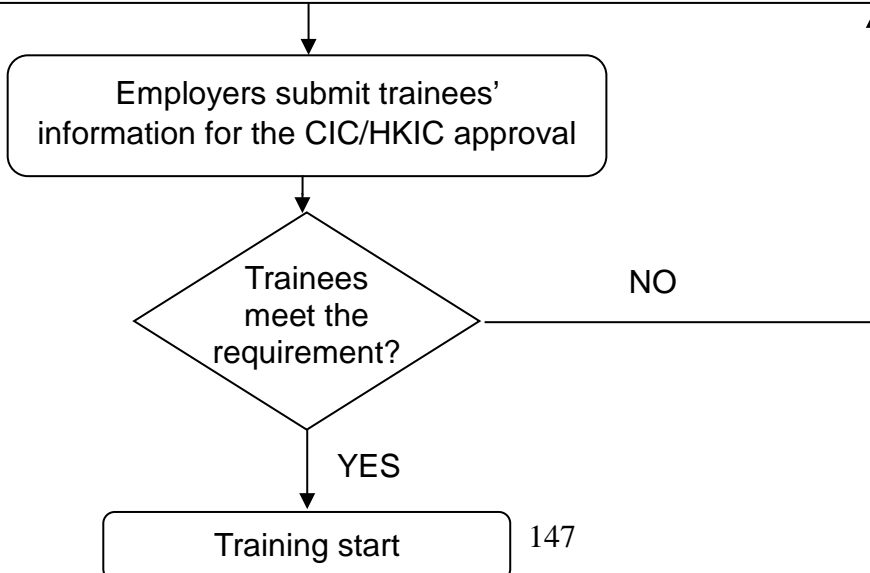 Employers submit trainees’
information for the CIC/HKIC approval
Trainees
meet the
requirement?
NO
YES
Training start
147